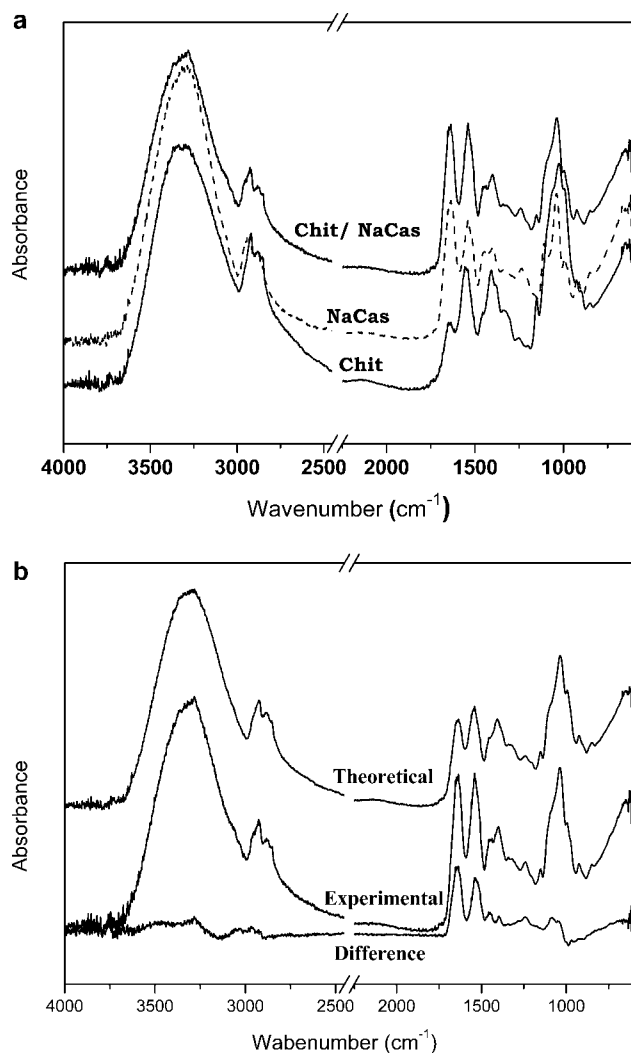 a
Absorbance
Chit/ NaCas
NaCas
Chit
4000 3500 3000 2500 2000 1500 1000
Wavenumber (cm⁻¹)
b
Absorbance
Theoretical
Experimental
Difference
4000 3500 3000 2500 2000 1500 1000
Wabenumber (cm⁻¹)